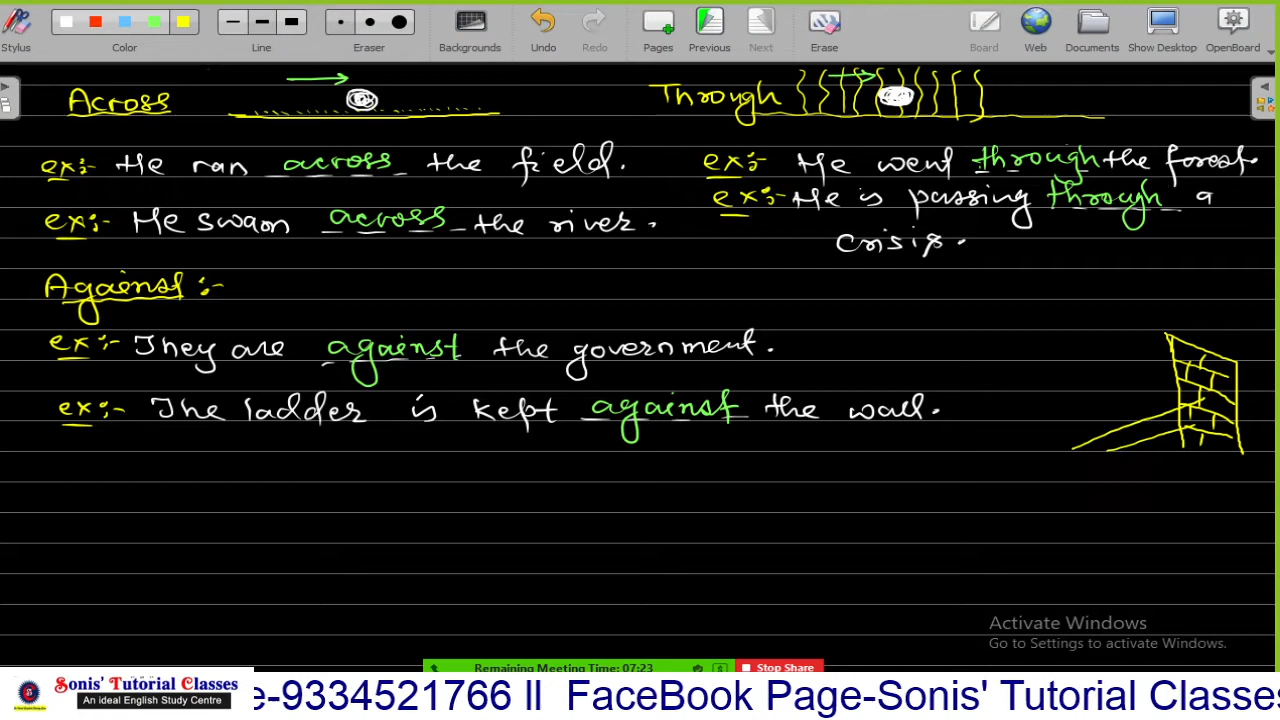 Stylus
Color
Line
Eraser
Backgrounds
Undo
Redo
Pages
Previous
Next
Erase
Board
Web
Documents
Show Desktop
OpenBoard
Across
ex:- He ran across the field.
ex:- He swam across the river.
Through
ex:- He went through the forest.
ex:- He is passing through a
crisis.
Against :-
ex:- They are against the government.
ex:- The ladder is kept against the wall.
Activate Windows
Go to Settings to activate Windows.
Remaining Meeting Time: 07:23
Stop Share
Sonis' Tutorial Classes
An ideal English Study Centre
e-9334521766 ll FaceBook Page-Sonis' Tutorial Classes